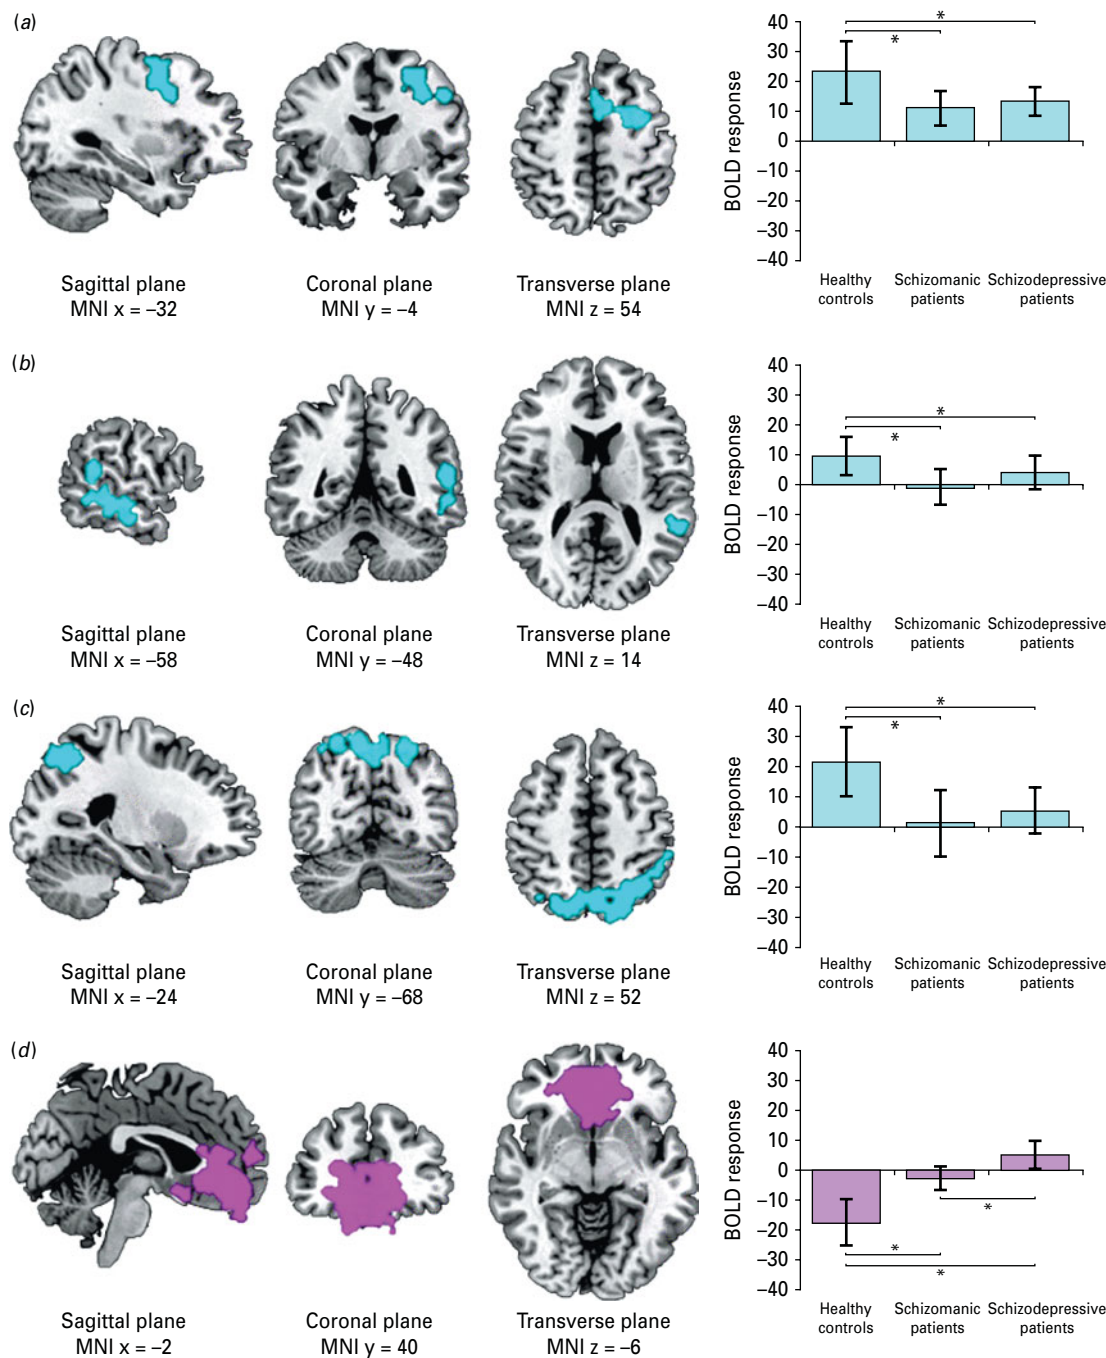 (a)
Sagittal plane
MNI x = –32
Coronal plane
MNI y = –4
Transverse plane
MNI z = 54
BOLD response
40
30
20
10
0
–10
–20
–30
–40
*
*
Healthy
controls
Schizomanic
patients
Schizodepressive
patients
(b)
Sagittal plane
MNI x = –58
Coronal plane
MNI y = –48
Transverse plane
MNI z = 14
BOLD response
40
30
20
10
0
–10
–20
–30
–40
*
*
Healthy
controls
Schizomanic
patients
Schizodepressive
patients
(c)
Sagittal plane
MNI x = –24
Coronal plane
MNI y = –68
Transverse plane
MNI z = 52
BOLD response
40
30
20
10
0
–10
–20
–30
–40
*
*
Healthy
controls
Schizomanic
patients
Schizodepressive
patients
(d)
Sagittal plane
MNI x = –2
Coronal plane
MNI y = 40
Transverse plane
MNI z = –6
BOLD response
40
30
20
10
0
–10
–20
–30
–40
*
*
*
Healthy
controls
Schizomanic
patients
Schizodepressive
patients